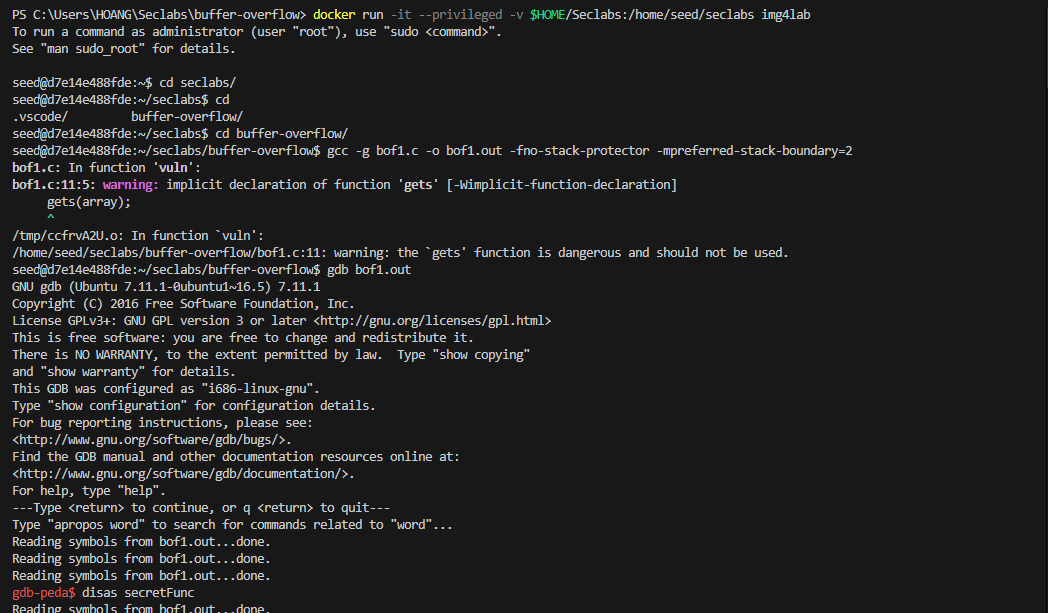 PS C:\Users\HOANG\Seclabs\buffer-overflow> docker run -it --privileged -v $HOME/Seclabs:/home/seed/seclabs img4lab
To run a command as administrator (user "root"), use "sudo <command>".
See "man sudo_root" for details.
seed@d7e14e488fde:~$ cd seclabs/
seed@d7e14e488fde:~/seclabs$ cd
.vscode/         buffer-overflow/
seed@d7e14e488fde:~/seclabs$ cd buffer-overflow/
seed@d7e14e488fde:~/seclabs/buffer-overflow$ gcc -g bof1.c -o bof1.out -fno-stack-protector -mpreferred-stack-boundary=2
bof1.c: In function 'vuln':
bof1.c:11:5: warning: implicit declaration of function 'gets' [-Wimplicit-function-declaration]
     gets(array);
     ^
/tmp/ccfrvA2U.o: In function `vuln':
/home/seed/seclabs/buffer-overflow/bof1.c:11: warning: the `gets' function is dangerous and should not be used.
seed@d7e14e488fde:~/seclabs/buffer-overflow$ gdb bof1.out
GNU gdb (Ubuntu 7.11.1-0ubuntu1~16.5) 7.11.1
Copyright (C) 2016 Free Software Foundation, Inc.
License GPLv3+: GNU GPL version 3 or later <http://gnu.org/licenses/gpl.html>
This is free software: you are free to change and redistribute it.
There is NO WARRANTY, to the extent permitted by law.  Type "show copying"
and "show warranty" for details.
This GDB was configured as "i686-linux-gnu".
Type "show configuration" for configuration details.
For bug reporting instructions, please see:
<http://www.gnu.org/software/gdb/bugs/>.
Find the GDB manual and other documentation resources online at:
<http://www.gnu.org/software/gdb/documentation/>.
For help, type "help".
---Type <return> to continue, or q <return> to quit---
Type "apropos word" to search for commands related to "word"...
Reading symbols from bof1.out...done.
Reading symbols from bof1.out...done.
Reading symbols from bof1.out...done.
gdb-peda$ disas secretFunc
Reading symbols from bof1.out...done.